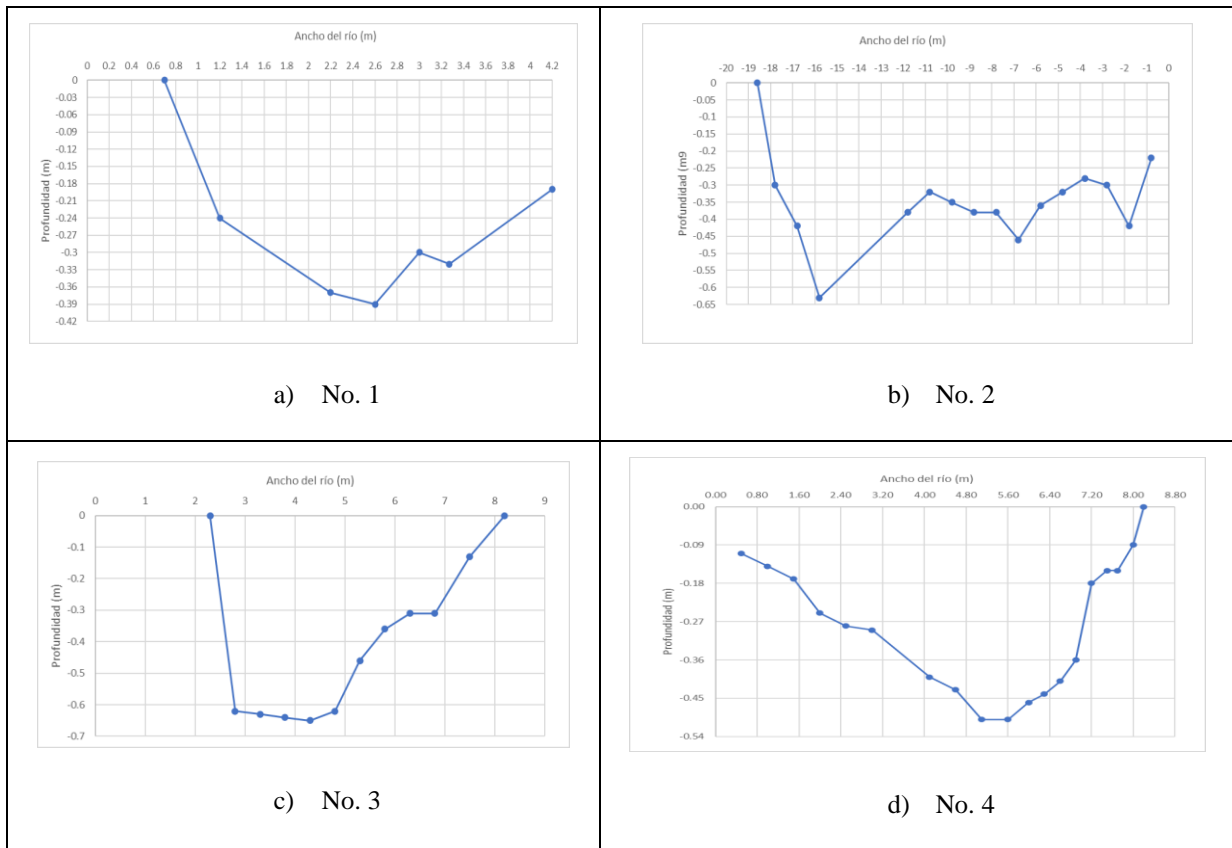 Ancho del río (m)
0 0.2 0.4 0.6 0.8 1 1.2 1.4 1.6 1.8 2 2.2 2.4 2.6 2.8 3 3.2 3.4 3.6 3.8 4 4.2
0
-0.03
-0.06
-0.09
-0.12
-0.15
-0.18
-0.21
-0.24
-0.27
-0.3
-0.33
-0.36
-0.39
-0.42
Profundidad (m)
a) No. 1
Ancho del río (m)
-20 -19 -18 -17 -16 -15 -14 -13 -12 -11 -10 -9 -8 -7 -6 -5 -4 -3 -2 -1 0
0
-0.05
-0.1
-0.15
-0.2
-0.25
-0.3
-0.35
-0.4
-0.45
-0.5
-0.55
-0.6
-0.65
Profundidad (m9
b) No. 2
Ancho del río (m)
0 1 2 3 4 5 6 7 8 9
0
-0.1
-0.2
-0.3
-0.4
-0.5
-0.6
-0.7
Profundidad (m)
c) No. 3
Ancho del río (m)
0.00 0.80 1.60 2.40 3.20 4.00 4.80 5.60 6.40 7.20 8.00 8.80
0.00
-0.09
-0.18
-0.27
-0.36
-0.45
-0.54
Profundidad (m)
d) No. 4